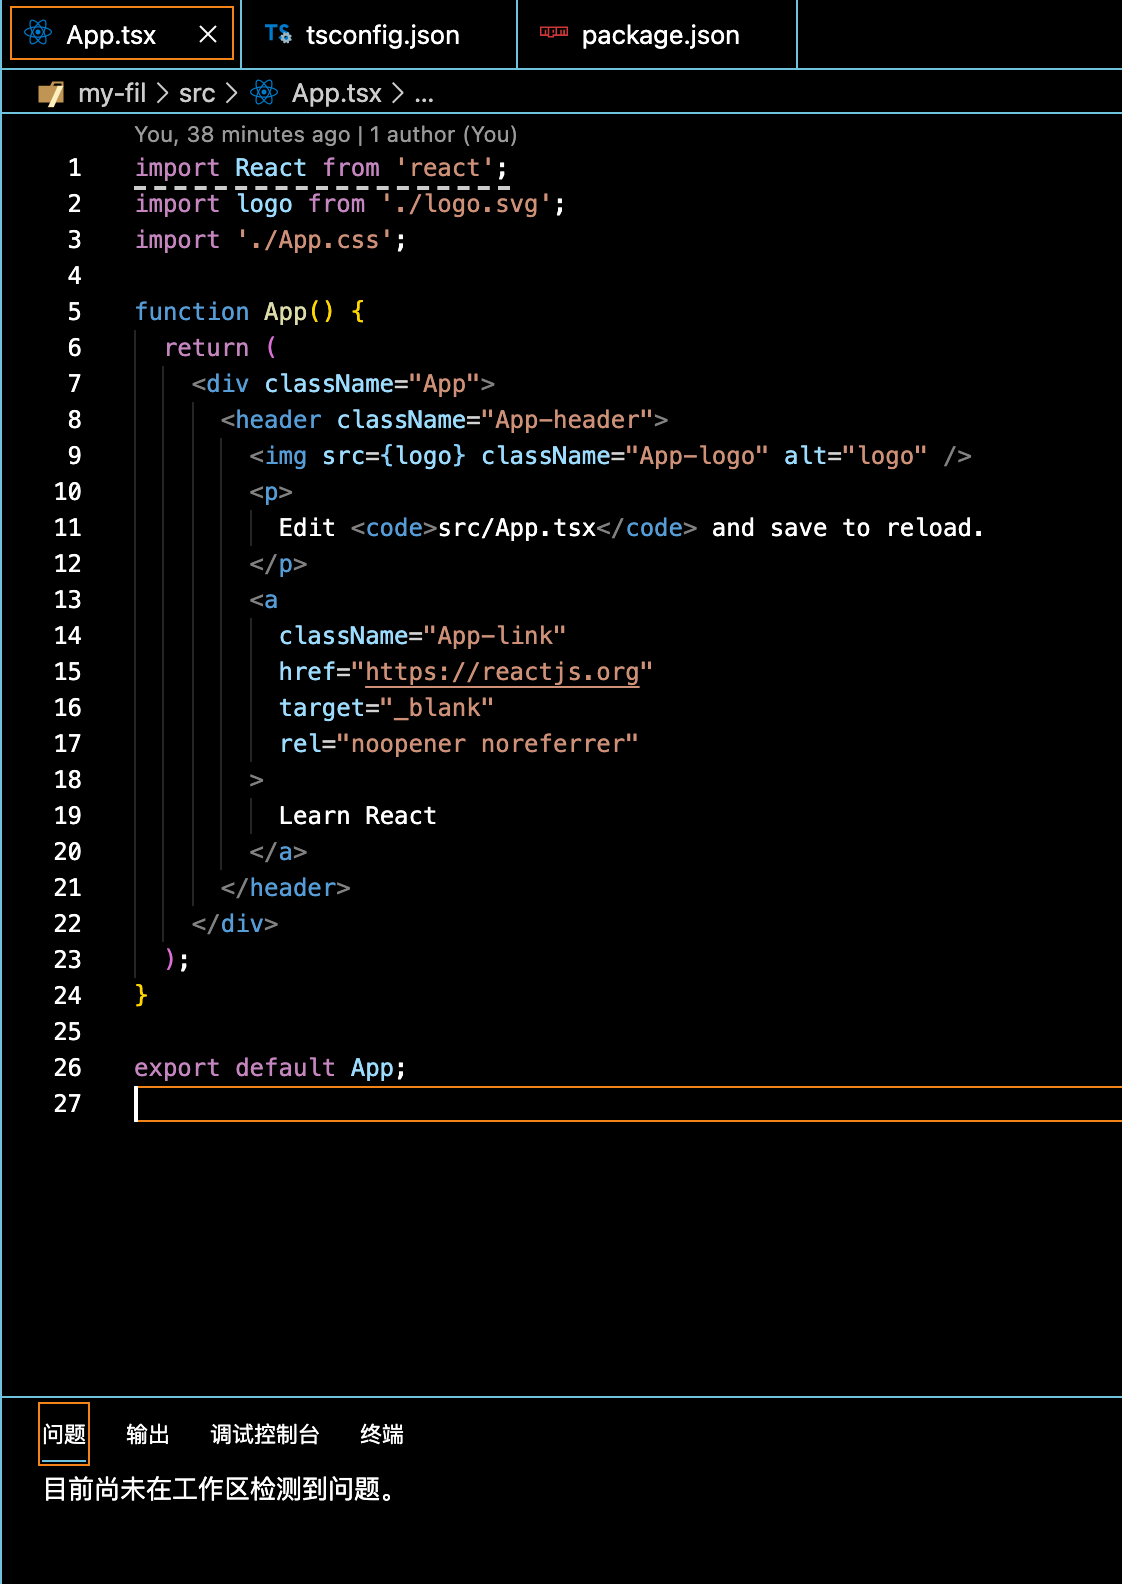 App.tsx × TS tsconfig.json npm package.json
my-fil > src > App.tsx > ...
You, 38 minutes ago | 1 author (You)
1 import React from 'react';
2 import logo from './logo.svg';
3 import './App.css';
4
5 function App() {
6 return (
7 <div className="App">
8 <header className="App-header">
9 <img src={logo} className="App-logo" alt="logo" />
10 <p>
11 Edit <code>src/App.tsx</code> and save to reload.
12 </p>
13 <a
14 className="App-link"
15 href="https://reactjs.org"
16 target="_blank"
17 rel="noopener noreferrer"
18 >
19 Learn React
20 </a>
21 </header>
22 </div>
23 );
24 }
25
26 export default App;
27
问题 输出 调试控制台 终端
目前尚未在工作区检测到问题。